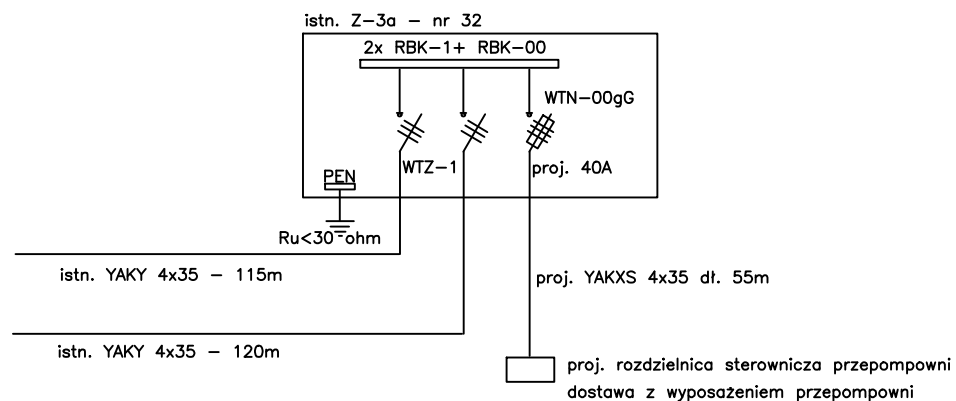 istn. Z-3a - nr 32
2x RBK-1+ RBK-00
WTN-00gG
WTZ-1
proj. 40A
PEN
Ru<30 ohm
istn. YAKY 4x35 - 115m
proj. YAKXS 4x35 dł. 55m
istn. YAKY 4x35 - 120m
proj. rozdzielnica sterownicza przepompowni
dostawa z wyposażeniem przepompowni